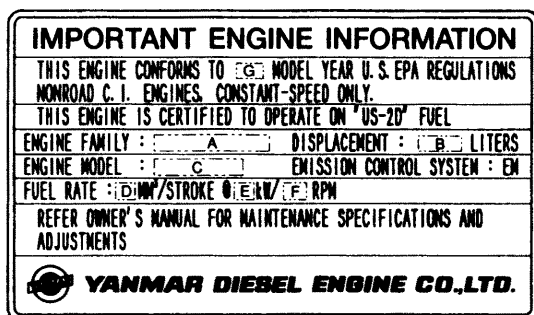 IMPORTANT ENGINE INFORMATION
THIS ENGINE CONFORMS TO G MODEL YEAR U.S. EPA REGULATIONS
NONROAD C.I. ENGINES. CONSTANT-SPEED ONLY.
THIS ENGINE IS CERTIFIED TO OPERATE ON "US-2D" FUEL
ENGINE FAMILY : A DISPLACEMENT : B LITERS
ENGINE MODEL : C EMISSION CONTROL SYSTEM : EM
FUEL RATE : D MM³/STROKE @ E kW/ F RPM
REFER OWNER'S MANUAL FOR MAINTENANCE SPECIFICATIONS AND
ADJUSTMENTS
YANMAR DIESEL ENGINE CO.,LTD.